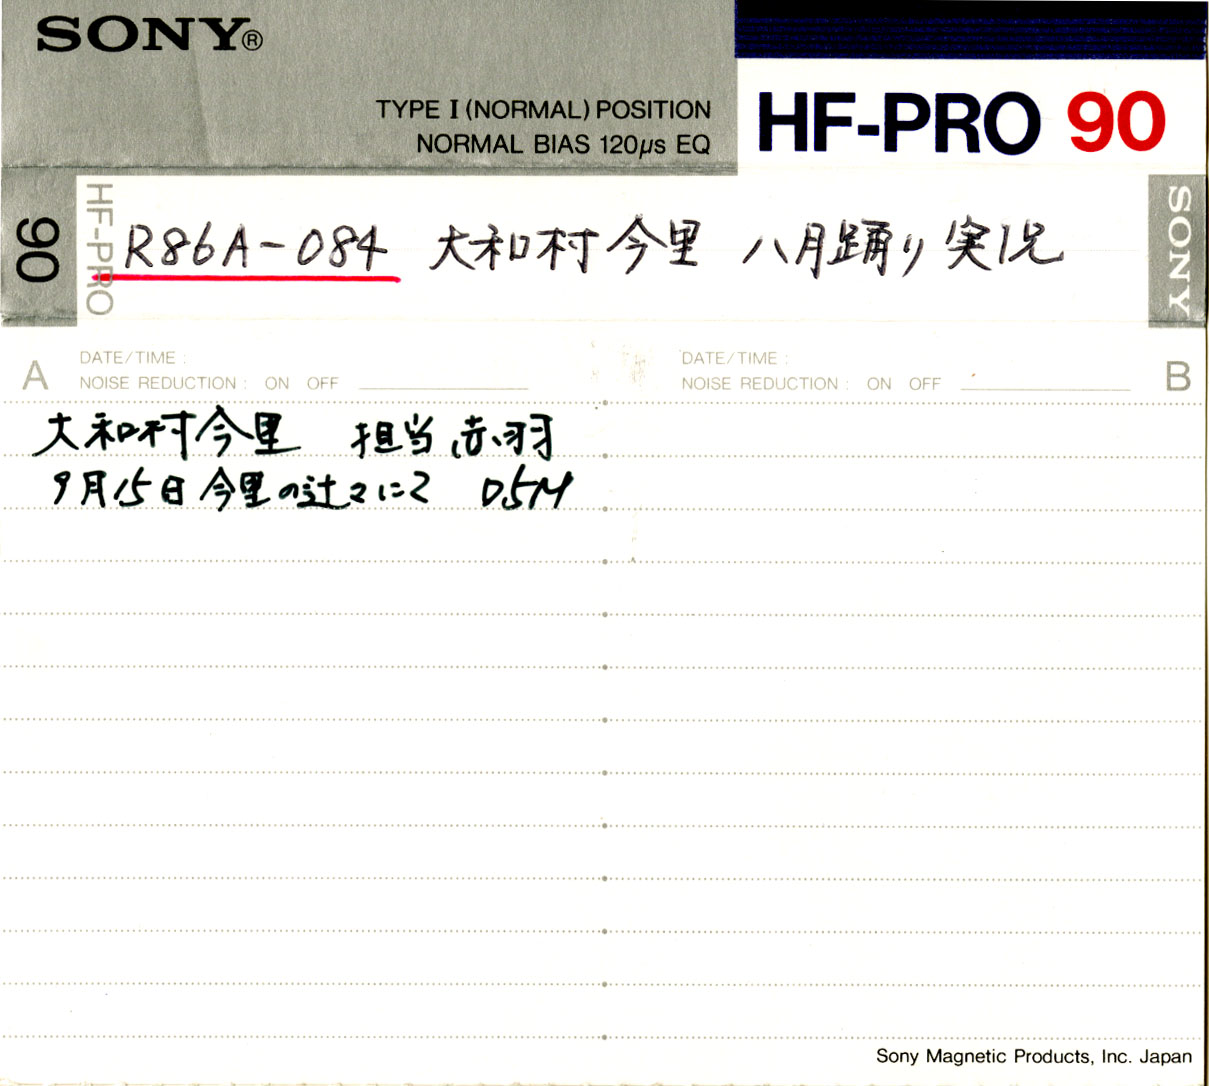 SONY®
TYPE I (NORMAL) POSITION
NORMAL BIAS 120μs EQ
HF-PRO 90
90
HF-PRO
R86A-084 大和村今里 八月踊り実況
SONY
A
DATE/TIME :
NOISE REDUCTION : ON OFF
DATE/TIME :
NOISE REDUCTION : ON OFF
B
大和村今里 担当 赤羽
9月15日 今里の辻々にて D5M
Sony Magnetic Products, Inc. Japan